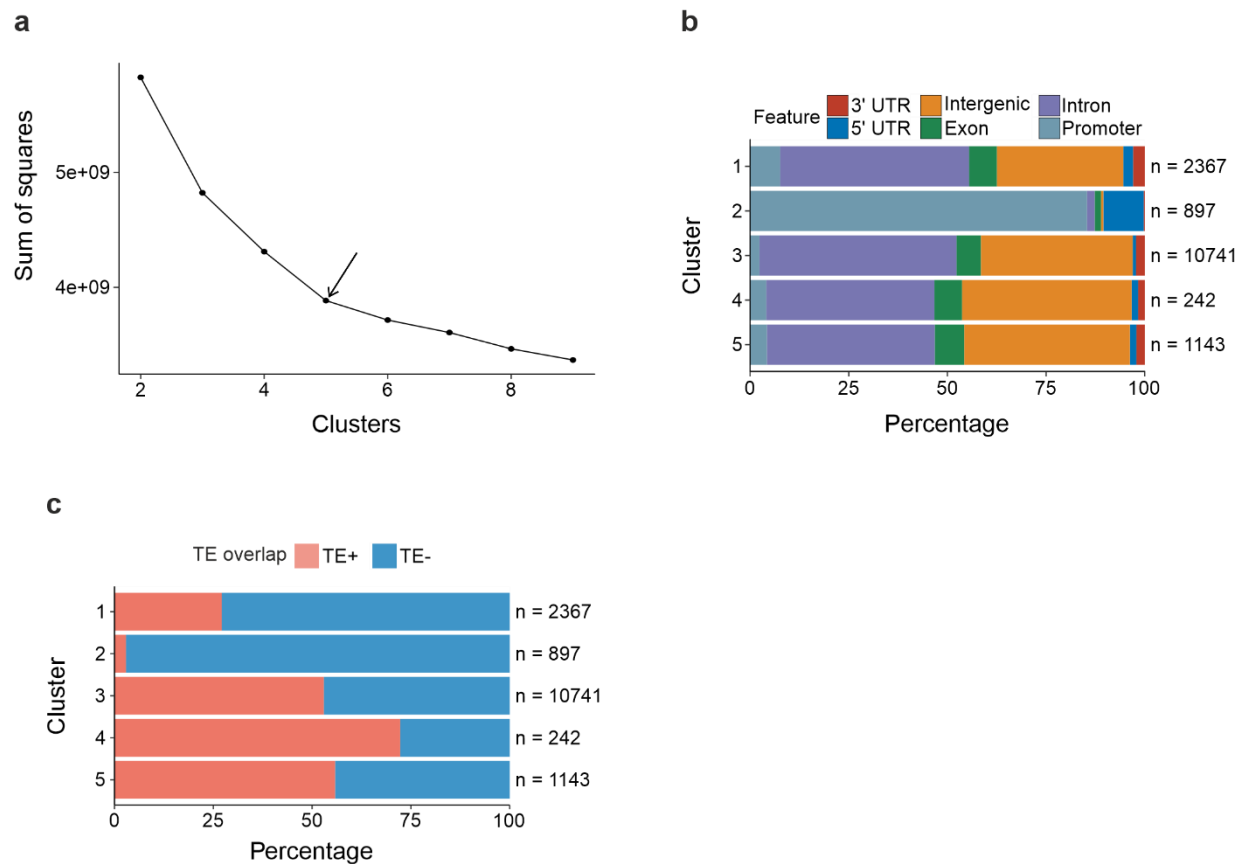 a
Sum of squares
5e+09
4e+09
2 4 6 8
Clusters
b
Feature 3' UTR Intergenic Intron
5' UTR Exon Promoter
Cluster
1 n = 2367
2 n = 897
3 n = 10741
4 n = 242
5 n = 1143
0 25 50 75 100
Percentage
c
TE overlap TE+ TE-
Cluster
1 n = 2367
2 n = 897
3 n = 10741
4 n = 242
5 n = 1143
0 25 50 75 100
Percentage